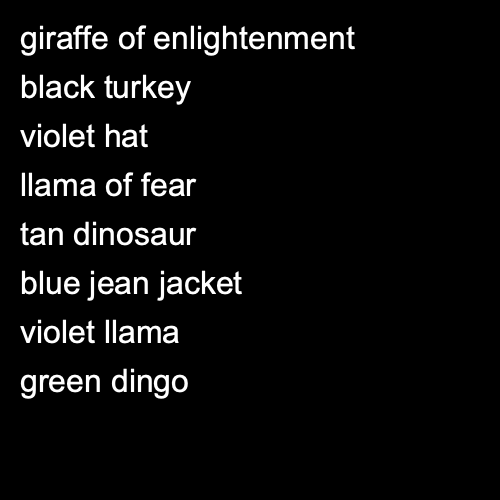 giraffe of enlightenment
black turkey
violet hat
llama of fear
tan dinosaur
blue jean jacket
violet llama
green dingo